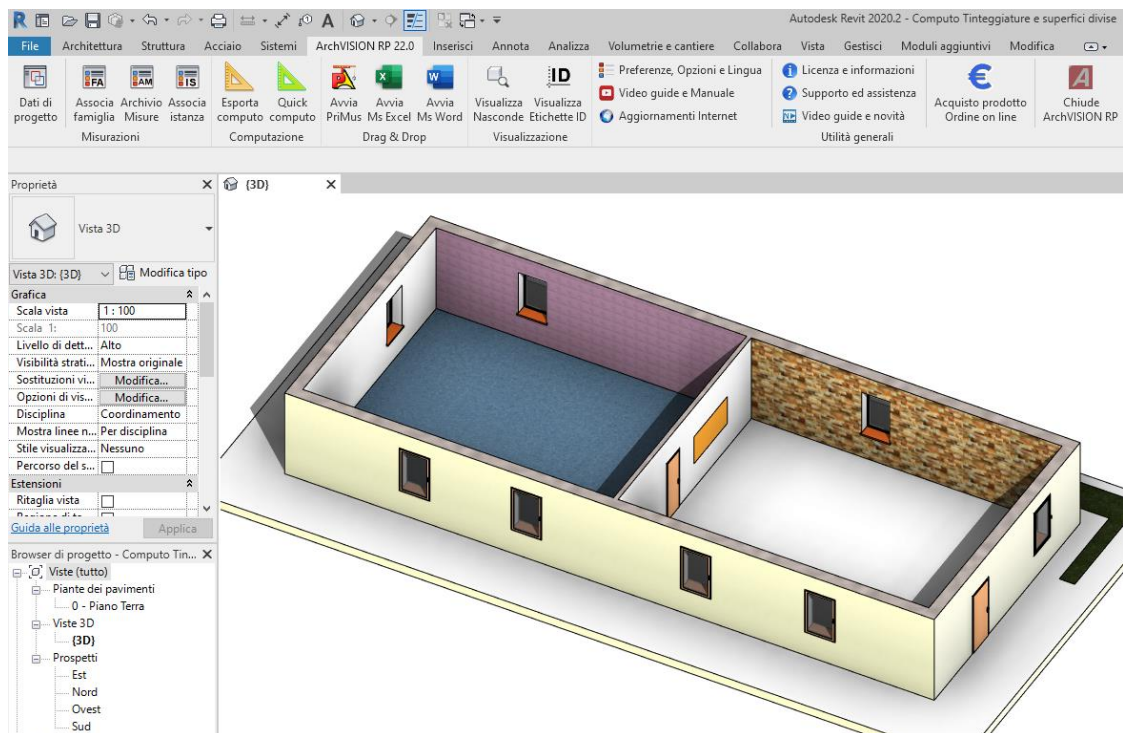 Autodesk Revit 2020.2 - Computo Tinteggiature e superfici divise
File Architettura Struttura Acciaio Sistemi ArchVISION RP 22.0 Inserisci Annota Analizza Volumetrie e cantiere Collabora Vista Gestisci Moduli aggiuntivi Modifica
Dati di progetto
FA Associa famiglia
AM Archivio Misure
IS Associa istanza
Misurazioni
Esporta computo
Quick computo
Computazione
Avvia PriMus
Avvia Ms Excel
Avvia Ms Word
Drag & Drop
Visualizza Nasconde
ID Visualizza Etichette ID
Visualizzazione
Preferenze, Opzioni e Lingua
Video guide e Manuale
Aggiornamenti Internet
Licenza e informazioni
Supporto ed assistenza
Video guide e novità
Acquisto prodotto Ordine on line
Chiude ArchVISION RP
Utilità generali
Proprietà
{3D}
Vista 3D
Vista 3D: {3D} Modifica tipo
Grafica
Scala vista 1 : 100
Scala 1: 100
Livello di dett... Alto
Visibilità strati... Mostra originale
Sostituzioni vi... Modifica...
Opzioni di vis... Modifica...
Disciplina Coordinamento
Mostra linee n... Per disciplina
Stile visualizza... Nessuno
Percorso del s...
Estensioni
Ritaglia vista
Guida alle proprietà Applica
Browser di progetto - Computo Tin...
Viste (tutto)
Piante dei pavimenti
0 - Piano Terra
Viste 3D
{3D}
Prospetti
Est
Nord
Ovest
Sud